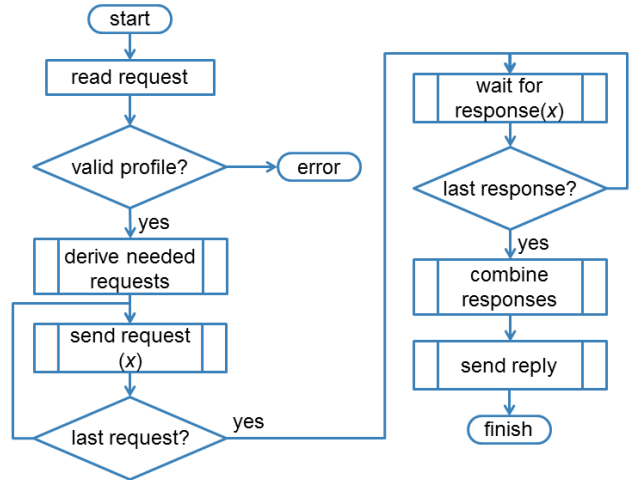 start
read request
valid profile?
error
yes
derive needed
requests
send request
(x)
last request?
yes
wait for
response(x)
last response?
yes
combine
responses
send reply
finish